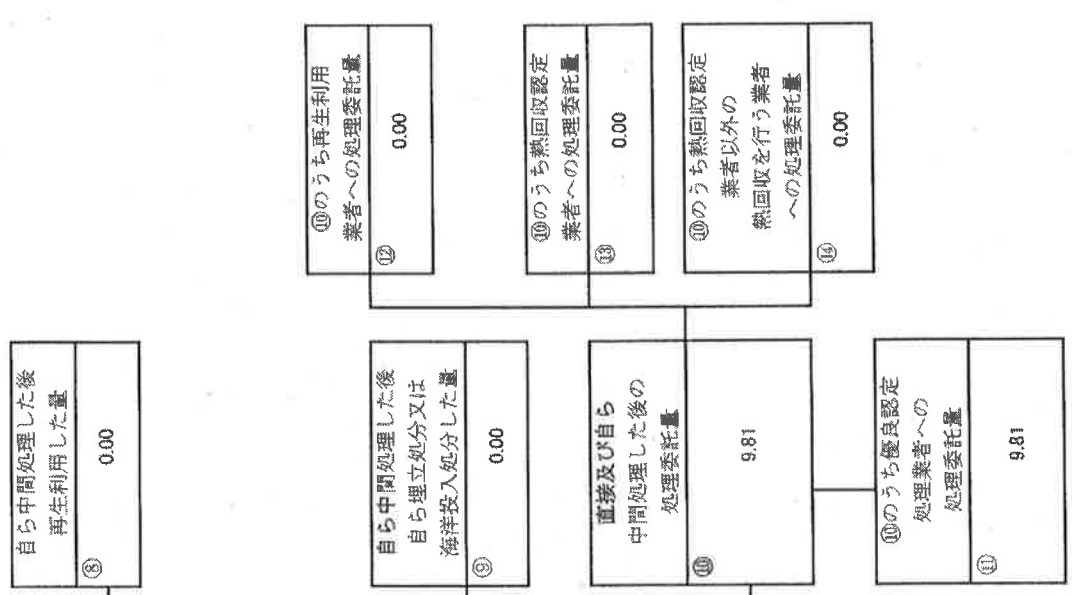 自ら中間処理した後
再生利用した量
⑧
0.00
自ら中間処理した後
自ら埋立処分又は
海洋投入処分した量
⑨
0.00
直接及び自ら
中間処理した後の
処理委託量
⑩
9.81
⑩のうち優良認定
処理業者への
処理委託量
⑪
9.81
⑩のうち再生利用
業者への処理委託量
⑫
0.00
⑩のうち熱回収認定
業者への処理委託量
⑬
0.00
⑩のうち熱回収認定
業者以外の
熱回収を行う業者
への処理委託量
⑭
0.00